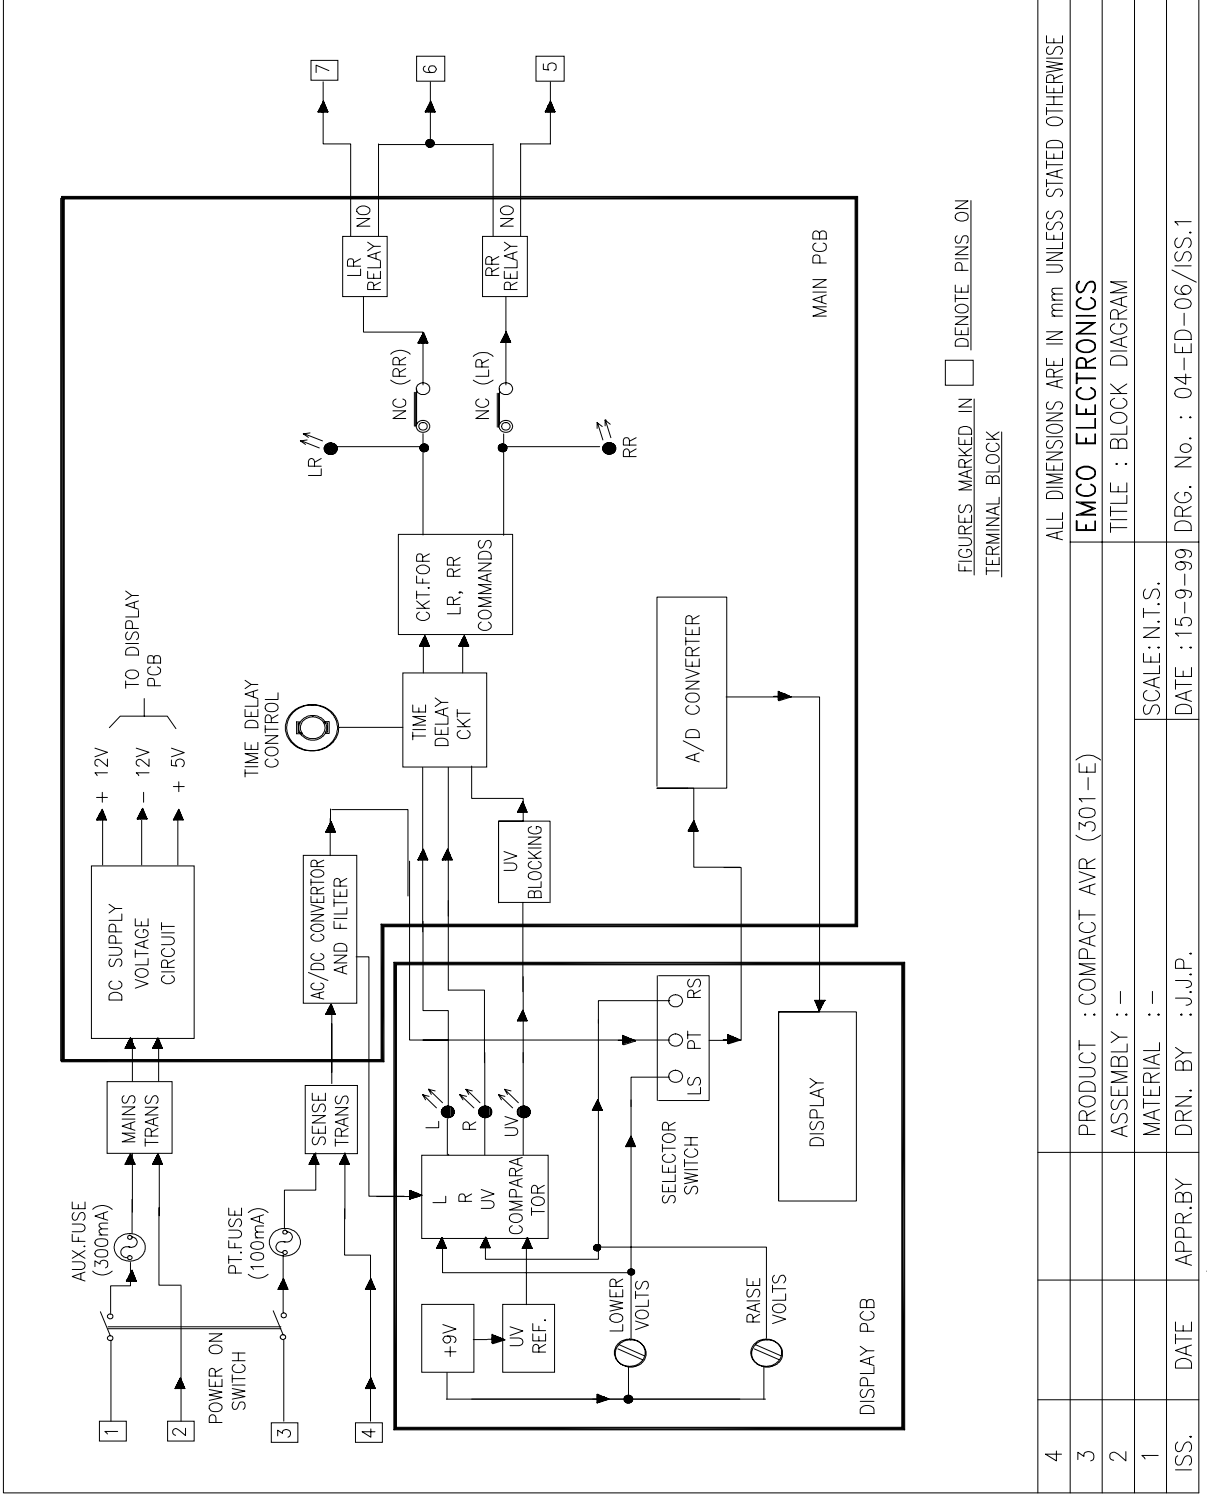 1
2
3
4
POWER ON
SWITCH
AUX.FUSE
(300mA)
PT.FUSE
(100mA)
MAINS
TRANS
SENSE
TRANS
DC SUPPLY
VOLTAGE
CIRCUIT
+ 12V
- 12V
+ 5V
TO DISPLAY
PCB
AC/DC CONVERTOR
AND FILTER
TIME DELAY
CONTROL
TIME
DELAY
CKT
UV
BLOCKING
CKT.FOR
LR, RR
COMMANDS
LR
RR
NC (RR)
NC (LR)
LR
RELAY
NO
RR
RELAY
NO
7
6
5
A/D CONVERTER
MAIN PCB
+9V
UV
REF.
L
R
UV
COMPARA
TOR
L
R
UV
LOWER
VOLTS
RAISE
VOLTS
SELECTOR
SWITCH
LS
PT
RS
DISPLAY
DISPLAY PCB
FIGURES MARKED IN DENOTE PINS ON
TERMINAL BLOCK
4
ALL DIMENSIONS ARE IN mm UNLESS STATED OTHERWISE
3
PRODUCT : COMPACT AVR (301-E)
EMCO ELECTRONICS
2
ASSEMBLY : -
TITLE : BLOCK DIAGRAM
1
MATERIAL : -
SCALE: N.T.S.
ISS.
DATE
APPR.BY
DRN. BY : J.J.P.
DATE : 15-9-99
DRG. No. : 04-ED-06/ISS.1